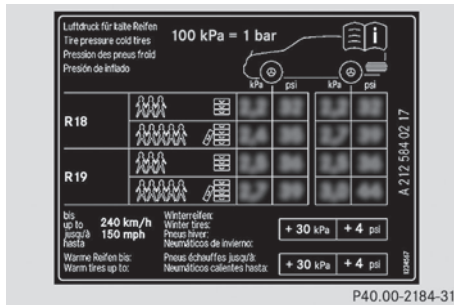 Luftdruck für kalte Reifen
Tire pressure cold tires
Pression des pneus froid
Presión de inflado
100 kPa = 1 bar
kPa psi kPa psi
R18
R19
A 212 584 02 17
bis
up to
jusqu'à
hasta
240 km/h
150 mph
Winterreifen:
Winter tires:
Pneus hiver:
Neumáticos de invierno:
+ 30 kPa + 4 psi
Warme Reifen bis:
Warm tires up to:
Pneus échauffés jusqu'à:
Neumáticos calientes hasta:
+ 30 kPa + 4 psi
1234567
P40.00-2184-31